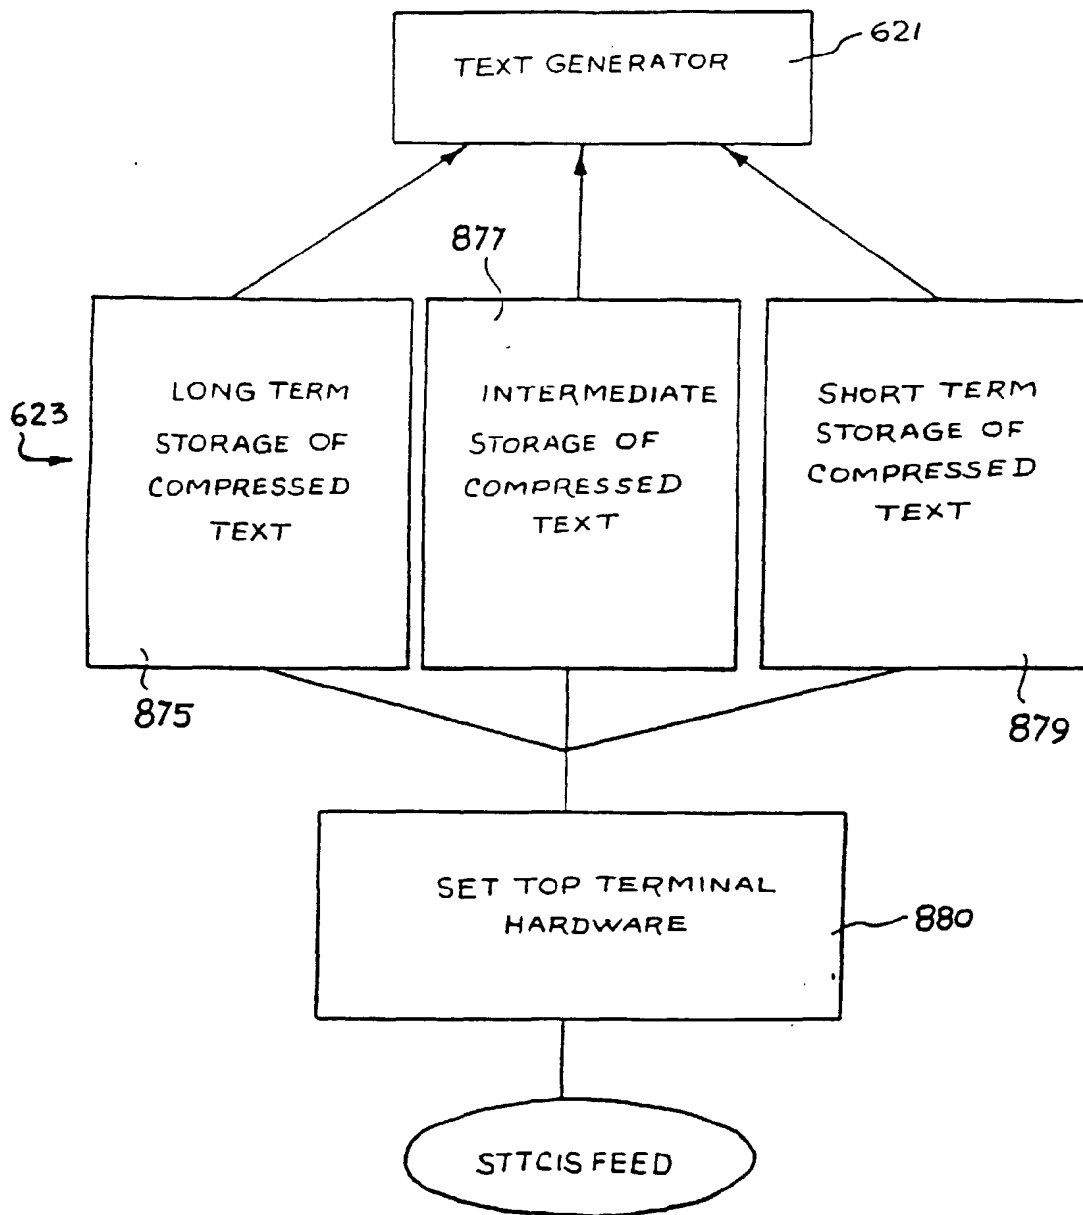 TEXT GENERATOR
621
877
623
LONG TERM
STORAGE OF
COMPRESSED
TEXT
INTERMEDIATE
STORAGE OF
COMPRESSED
TEXT
SHORT TERM
STORAGE OF
COMPRESSED
TEXT
875
879
SET TOP TERMINAL
HARDWARE
880
STTCIS FEED